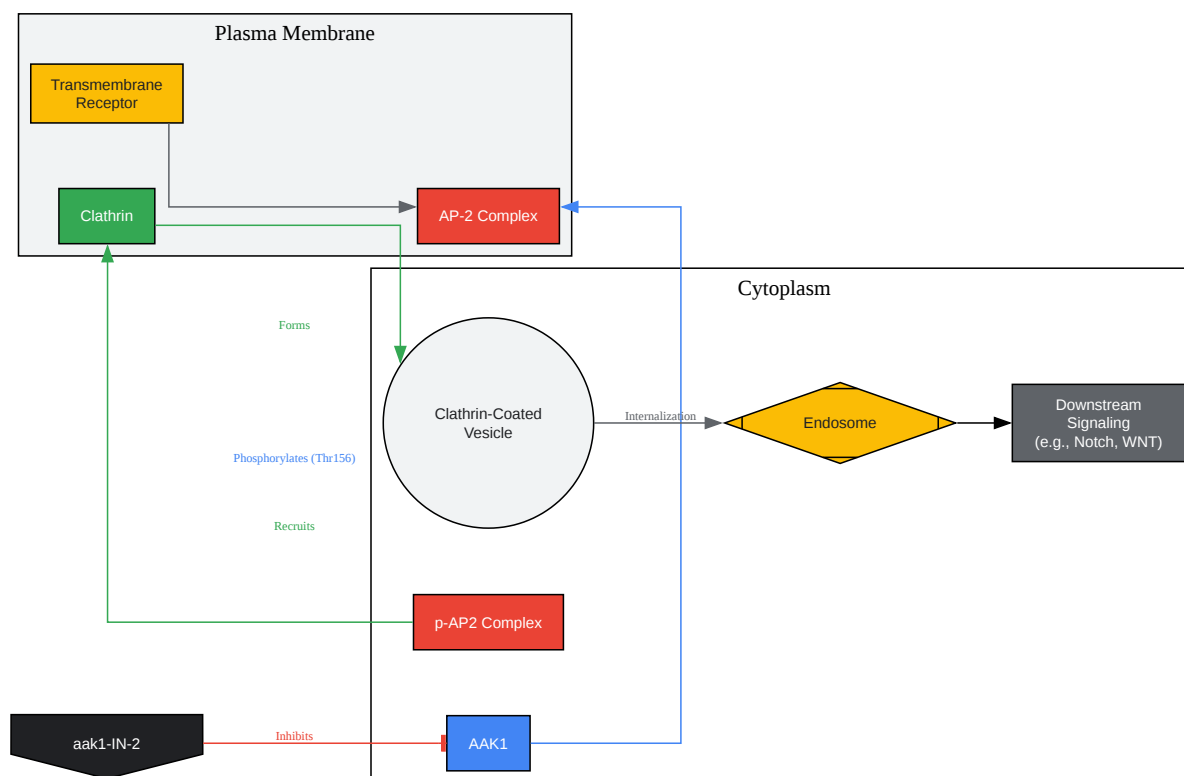 Plasma Membrane
Transmembrane
Receptor
Clathrin
AP-2 Complex
Cytoplasm
Forms
Clathrin-Coated
Vesicle
Internalization
Endosome
Downstream
Signaling
(e.g., Notch, WNT)
Phosphorylates (Thr156)
Recruits
p-AP2 Complex
aak1-IN-2
Inhibits
AAK1